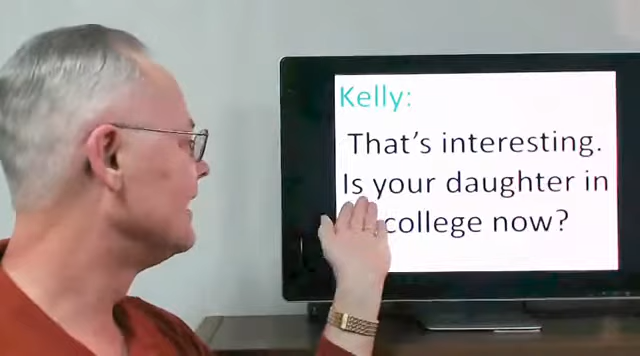 Kelly:
That's interesting.
Is your daughter in
college now?